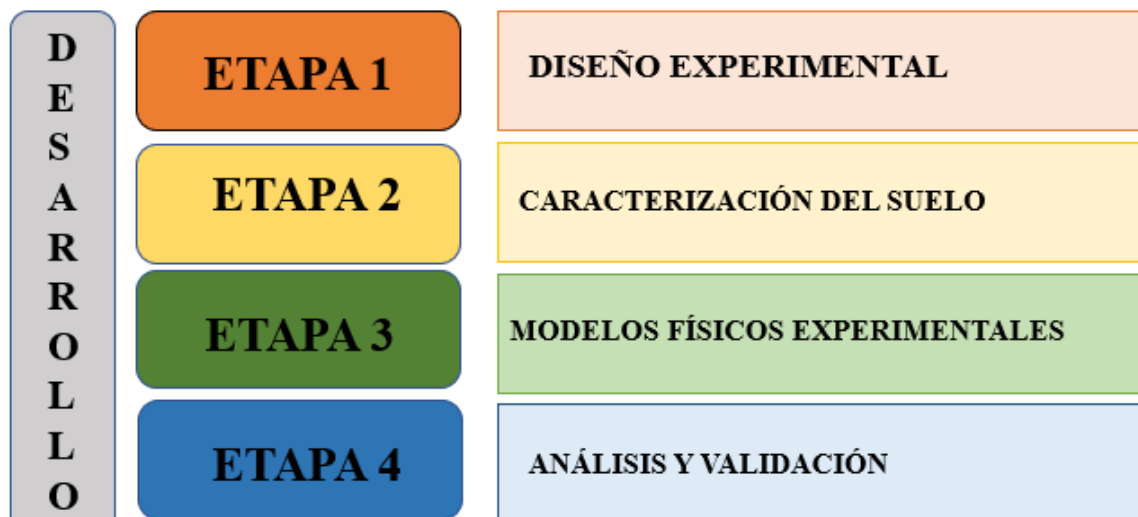 DESARROLLO
ETAPA 1
DISEÑO EXPERIMENTAL
ETAPA 2
CARACTERIZACIÓN DEL SUELO
ETAPA 3
MODELOS FÍSICOS EXPERIMENTALES
ETAPA 4
ANÁLISIS Y VALIDACIÓN